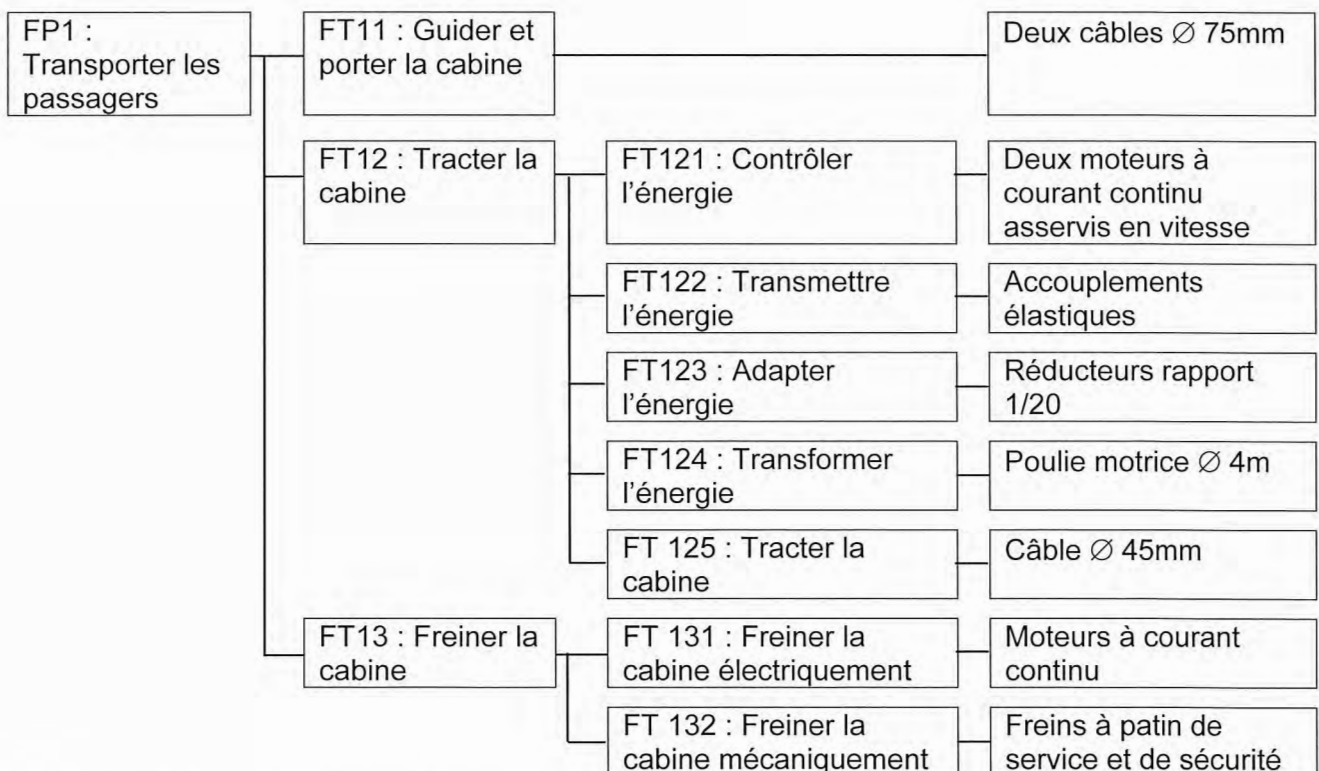 FP1 :
Transporter les
passagers
FT11 : Guider et
porter la cabine
Deux câbles ∅ 75mm
FT12 : Tracter la
cabine
FT121 : Contrôler
l'énergie
Deux moteurs à
courant continu
asservis en vitesse
FT122 : Transmettre
l'énergie
Accouplements
élastiques
FT123 : Adapter
l'énergie
Réducteurs rapport
1/20
FT124 : Transformer
l'énergie
Poulie motrice ∅ 4m
FT 125 : Tracter la
cabine
Câble ∅ 45mm
FT13 : Freiner la
cabine
FT 131 : Freiner la
cabine électriquement
Moteurs à courant
continu
FT 132 : Freiner la
cabine mécaniquement
Freins à patin de
service et de sécurité